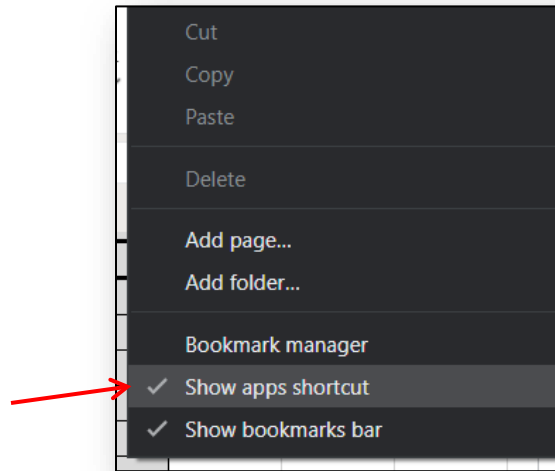 Cut
Copy
Paste
Delete
Add page...
Add folder...
Bookmark manager
Show apps shortcut
Show bookmarks bar